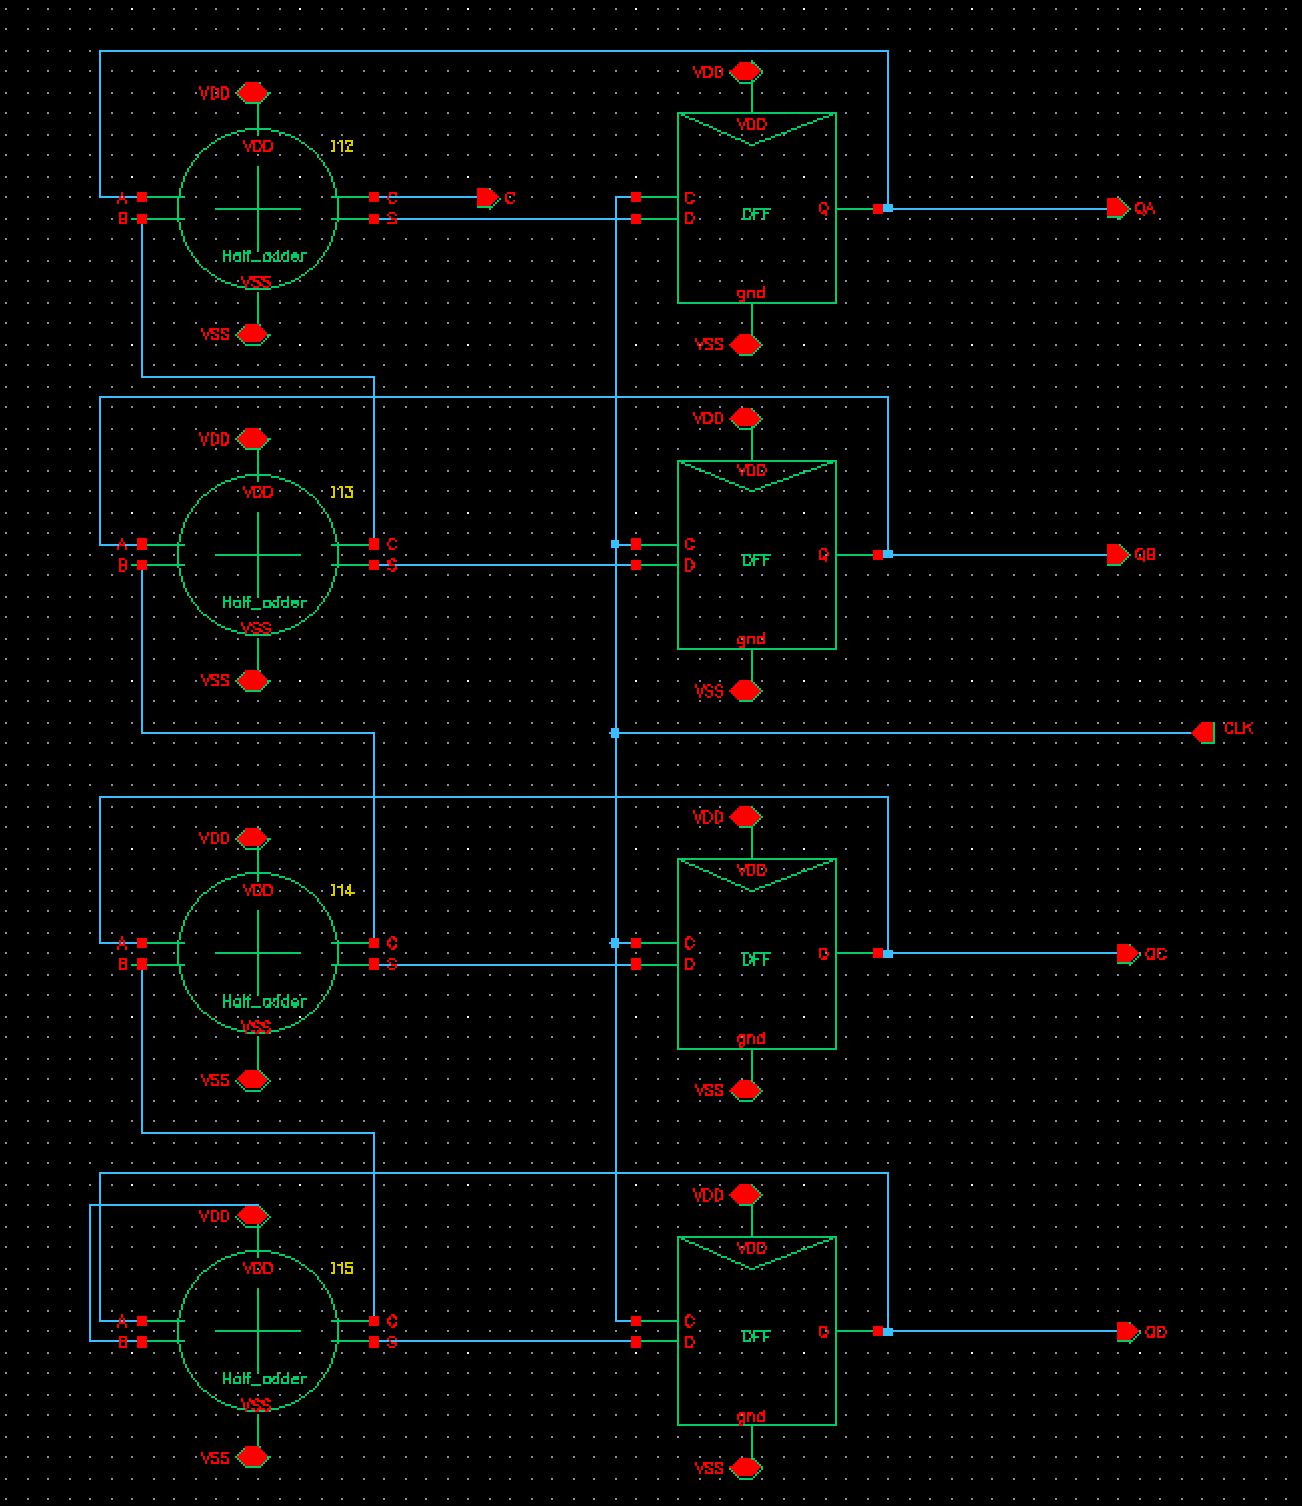 VDD
VDD
VDD
I12
VDD
A
C
C
C
QA
B
S
D
DFF
Q
Half_adder
VSS
gnd
VSS
VSS
VDD
VDD
VDD
I13
VDD
A
C
C
QB
B
S
D
DFF
Q
Half_adder
VSS
gnd
VSS
VSS
CLK
VDD
VDD
VDD
I14
VDD
A
C
C
QC
B
S
D
DFF
Q
Half_adder
VSS
gnd
VSS
VSS
VDD
VDD
VDD
I15
VDD
A
C
C
QD
B
S
D
DFF
Q
Half_adder
VSS
gnd
VSS
VSS